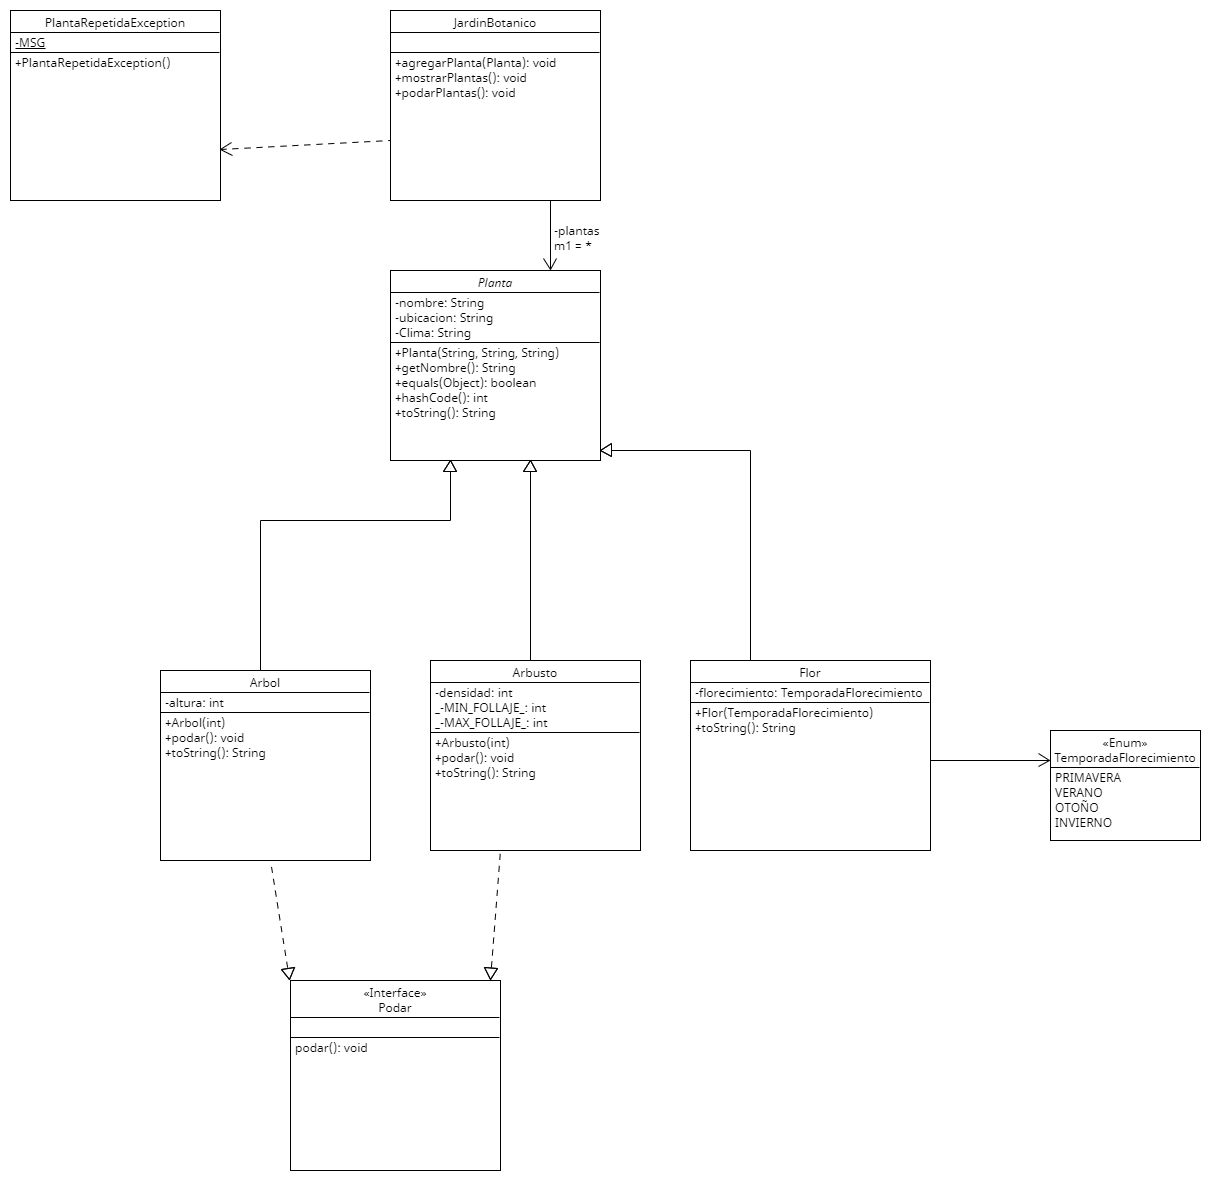 PlantaRepetidaException
-MSG
+PlantaRepetidaException()
JardinBotanico
+agregarPlanta(Planta): void
+mostrarPlantas(): void
+podarPlantas(): void
-plantas
m1 = *
Planta
-nombre: String
-ubicacion: String
-Clima: String
+Planta(String, String, String)
+getNombre(): String
+equals(Object): boolean
+hashCode(): int
+toString(): String
Arbol
-altura: int
+Arbol(int)
+podar(): void
+toString(): String
Arbusto
-densidad: int
_-MIN_FOLLAJE_: int
_-MAX_FOLLAJE_: int
+Arbusto(int)
+podar(): void
+toString(): String
Flor
-florecimiento: TemporadaFlorecimiento
+Flor(TemporadaFlorecimiento)
+toString(): String
«Enum»
TemporadaFlorecimiento
PRIMAVERA
VERANO
OTOÑO
INVIERNO
«Interface»
Podar
podar(): void